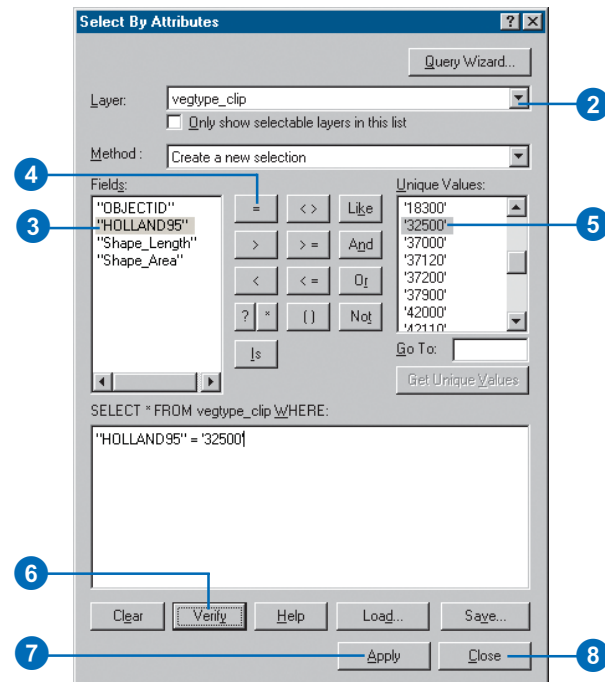 Select By Attributes
? X
Query Wizard...
Layer:
vegtype_clip
2
Only show selectable layers in this list
Method :
Create a new selection
4
Fields:
Unique Values:
3
"OBJECTID"
"HOLLAND95"
"Shape_Length"
"Shape_Area"
= < > Like
> > = And
< < = Or
? * () Not
Is
'18300'
'32500'
'37000'
'37120'
'37200'
'37900'
'42000'
'42110'
5
Go To:
Get Unique Values
SELECT * FROM vegtype_clip WHERE:
"HOLLAND95" = '32500'
6
Clear Verify Help Load... Save...
7
Apply Close
8